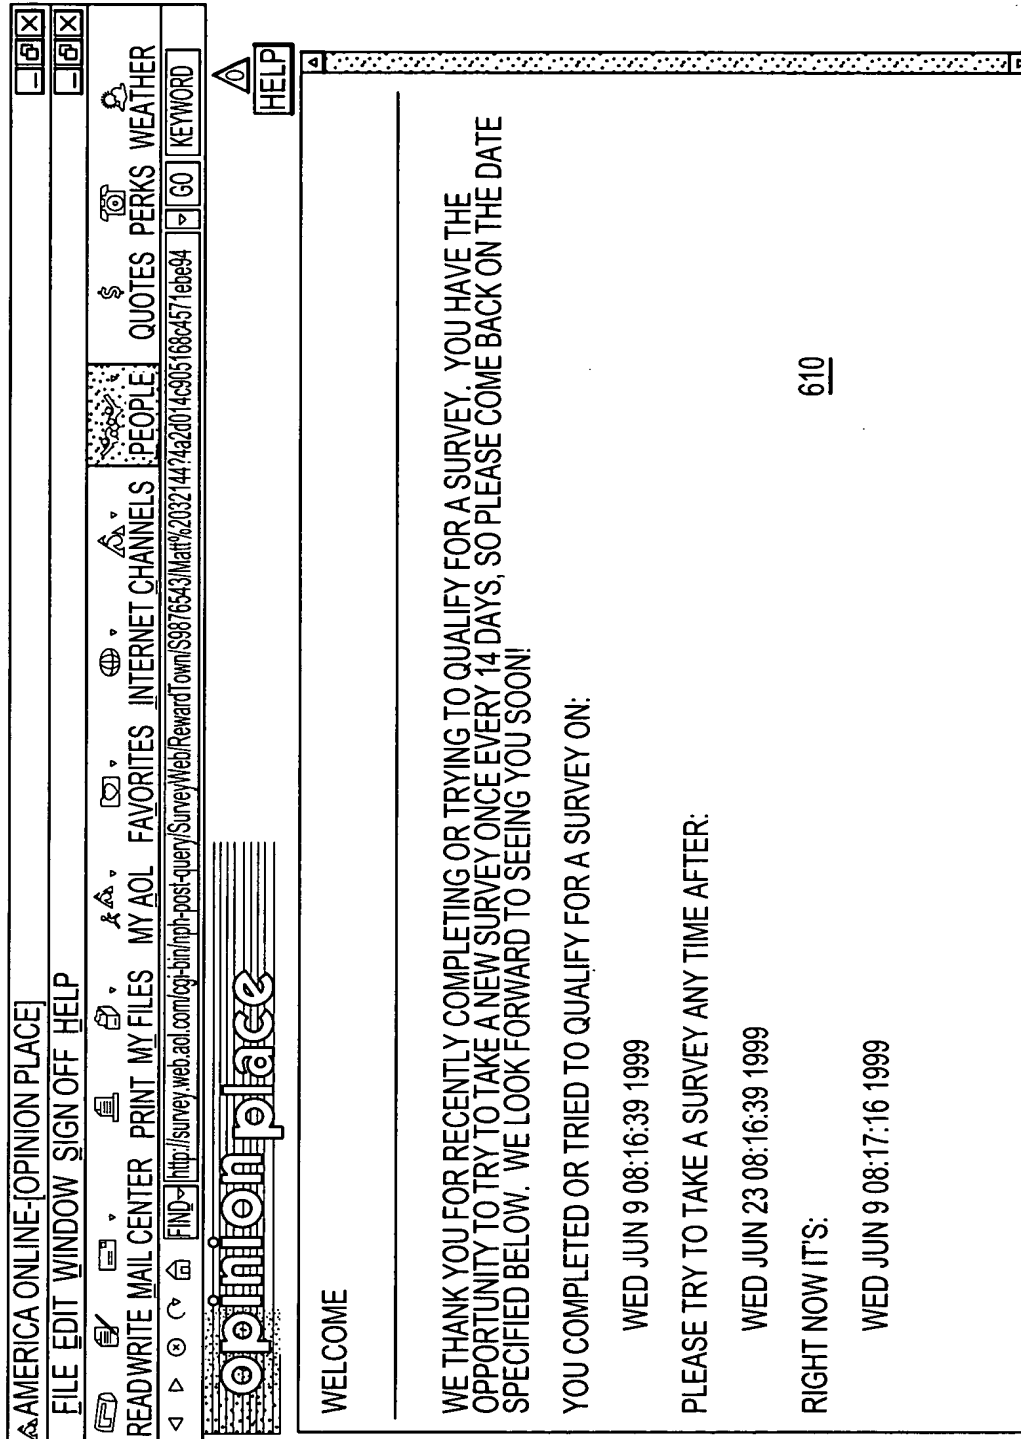 AMERICA ONLINE-[OPINION PLACE]
FILE EDIT WINDOW SIGN OFF HELP
READ WRITE MAIL CENTER PRINT MY FILES MY AOL FAVORITES INTERNET CHANNELS PEOPLE QUOTES PERKS WEATHER
FIND http://survey.web.aol.com/cgi-bin/nph-post-query/SurveyWeb/RewardTown/S9876543/Matt%2032144?4a2d014c905168c4571ebe94 GO KEYWORD
opinion place
HELP
WELCOME
WE THANK YOU FOR RECENTLY COMPLETING OR TRYING TO QUALIFY FOR A SURVEY. YOU HAVE THE
OPPORTUNITY TO TRY TO TAKE A NEW SURVEY ONCE EVERY 14 DAYS, SO PLEASE COME BACK ON THE DATE
SPECIFIED BELOW. WE LOOK FORWARD TO SEEING YOU SOON!
YOU COMPLETED OR TRIED TO QUALIFY FOR A SURVEY ON:
WED JUN 9 08:16:39 1999
PLEASE TRY TO TAKE A SURVEY ANY TIME AFTER:
WED JUN 23 08:16:39 1999
RIGHT NOW IT'S:
610
WED JUN 9 08:17:16 1999